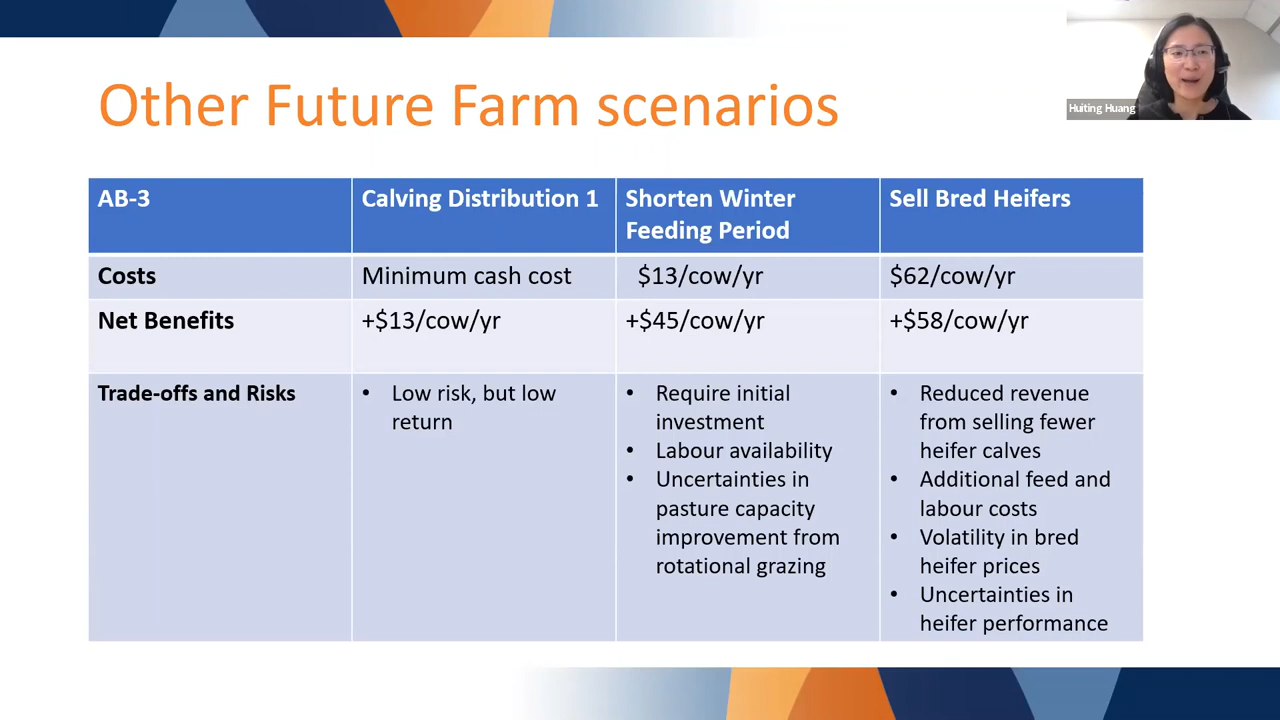 Other Future Farm scenarios
Huiting Huang
AB-3
Calving Distribution 1
Shorten Winter
Feeding Period
Sell Bred Heifers
Costs
Minimum cash cost
$13/cow/yr
$62/cow/yr
Net Benefits
+$13/cow/yr
+$45/cow/yr
+$58/cow/yr
Trade-offs and Risks
• Low risk, but low
return
• Require initial
investment
• Labour availability
• Uncertainties in
pasture capacity
improvement from
rotational grazing
• Reduced revenue
from selling fewer
heifer calves
• Additional feed and
labour costs
• Volatility in bred
heifer prices
• Uncertainties in
heifer performance